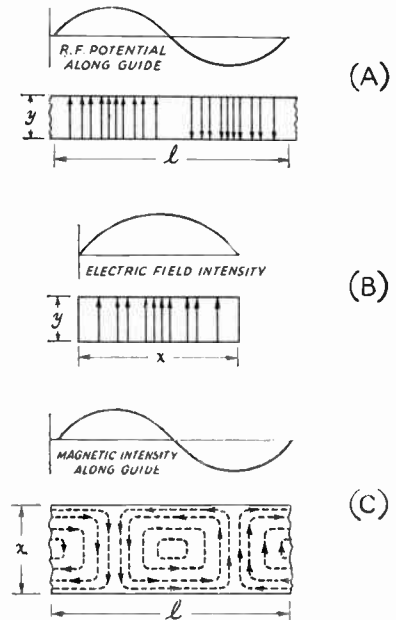 R.F. POTENTIAL
ALONG GUIDE
(A)
y
l
ELECTRIC FIELD INTENSITY
(B)
y
x
MAGNETIC INTENSITY
ALONG GUIDE
(C)
x
l